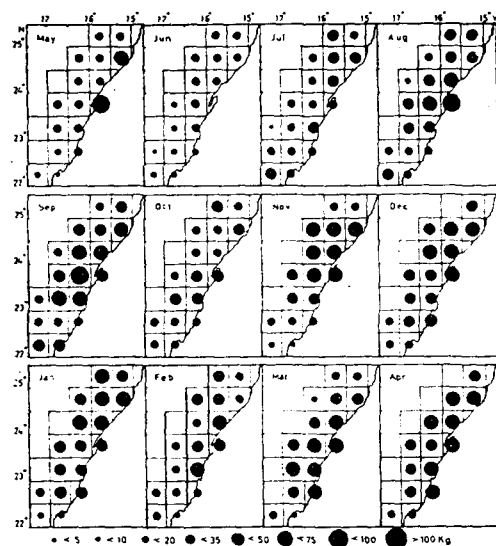 17° 16° 15° 17° 16° 15° 17° 16° 15° 17° 16° 15°
N
25° May Jun Jul Aug
24°
23°
22°
25° Sep Oct Nov Dec
24°
23°
22°
25° Jan Feb Mar Apr
24°
23°
22°
< 5 < 10 < 20 < 35 < 50 < 75 < 100 > 100 Kg